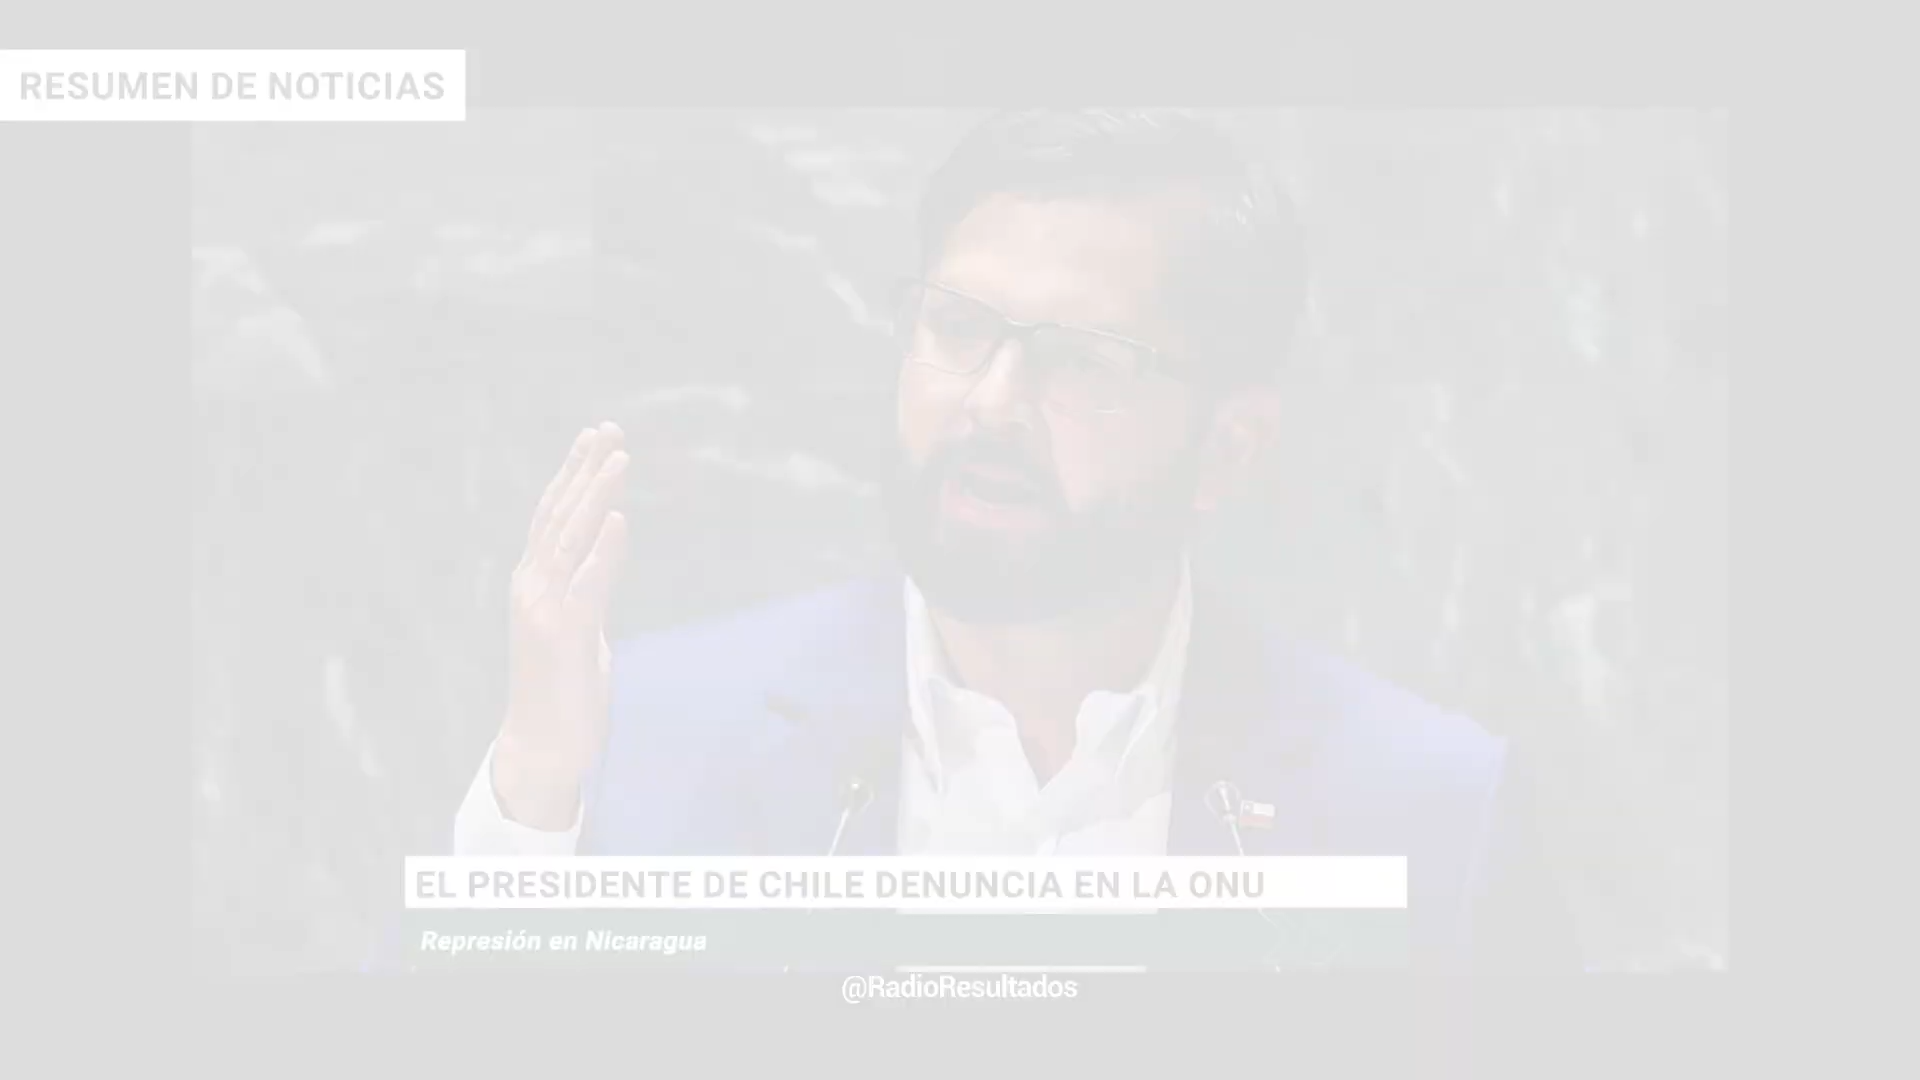 RESUMEN DE NOTICIAS
EL PRESIDENTE DE CHILE DENUNCIA EN LA ONU
Represión en Nicaragua
@RadioResultados